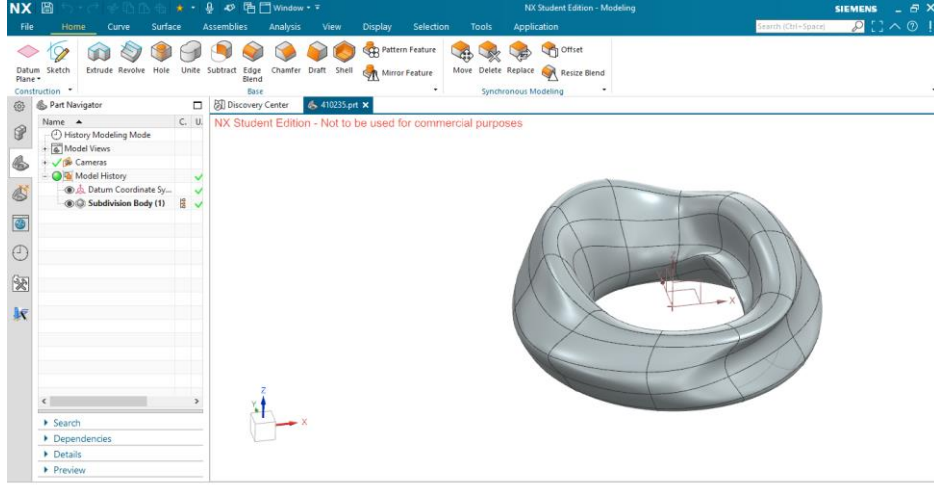 NX
Window
NX Student Edition - Modeling
SIEMENS
File
Home
Curve
Surface
Assemblies
Analysis
View
Display
Selection
Tools
Application
Search (Ctrl+Space)
Datum Plane
Sketch
Extrude
Revolve
Hole
Unite
Subtract
Edge Blend
Chamfer
Draft
Shell
Pattern Feature
Mirror Feature
Move
Delete
Replace
Offset
Resize Blend
Construction
Base
Synchronous Modeling
Part Navigator
Discovery Center
410235.prt
Name
C.
U.
NX Student Edition - Not to be used for commercial purposes
History Modeling Mode
Model Views
Cameras
Model History
Datum Coordinate Sy...
Subdivision Body (1)
X
Z
Y
X
Search
Dependencies
Details
Preview